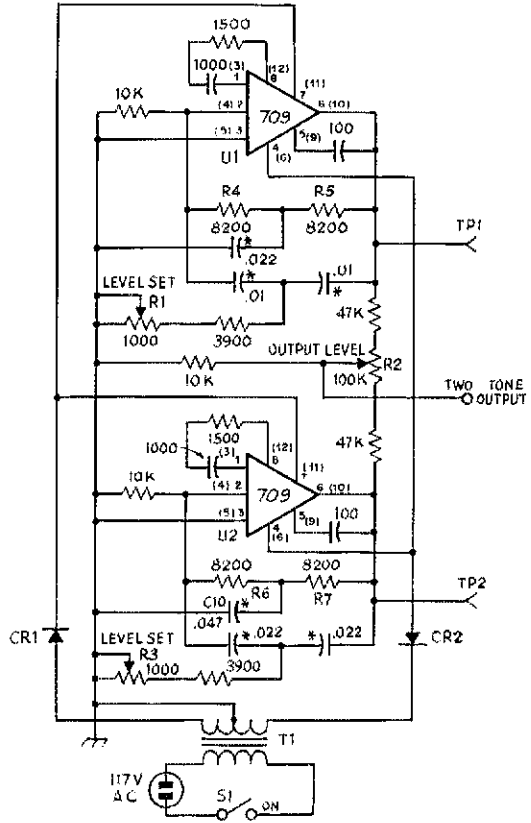 1500
1000 (3) 1
(12)
8
(11)
7
10K
(4) 2
709
6 (10)
(5) 3
5 (9)
4
(6)
100
U1
R4
8200
R5
8200
* .022
TP1
* .01
.01 *
LEVEL SET
R1
1000
3900
47K
OUTPUT LEVEL
R2
100K
10K
TWO TONE OUTPUT
1500
1000
(3) 1
(12)
8
47K
(11)
7
10K
(4) 2
709
6 (10)
(5) 3
5 (9)
4
(6)
100
U2
8200
R6
8200
R7
TP2
C10 *
.047
* .022
* .022
CR1
CR2
LEVEL SET
R3
1000
3900
T1
117V AC
S1
ON